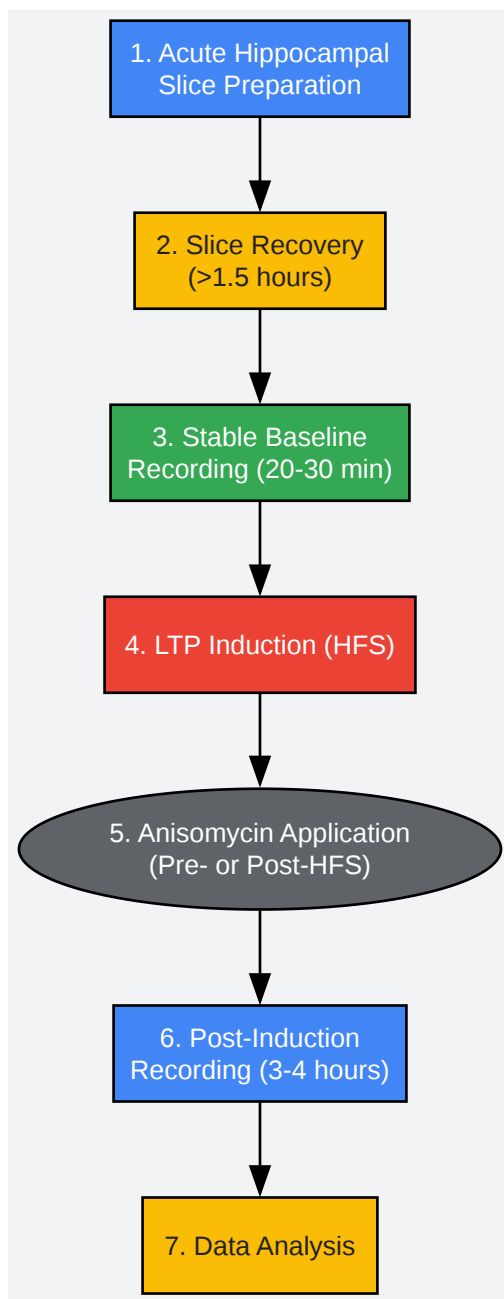 1. Acute Hippocampal
Slice Preparation
2. Slice Recovery
(>1.5 hours)
3. Stable Baseline
Recording (20-30 min)
4. LTP Induction (HFS)
5. Anisomycin Application
(Pre- or Post-HFS)
6. Post-Induction
Recording (3-4 hours)
7. Data Analysis